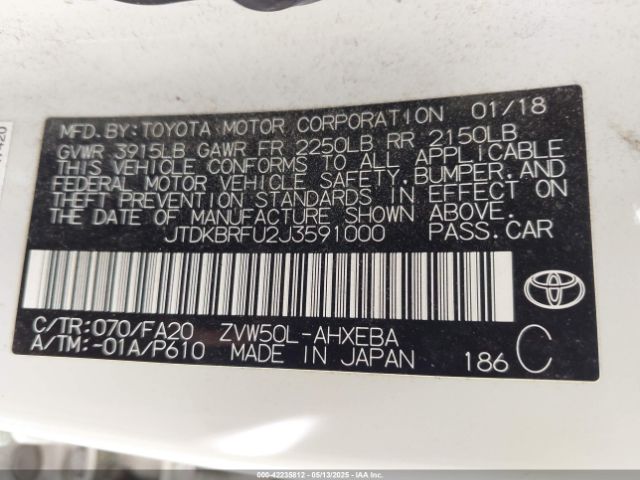 MFD. BY: TOYOTA MOTOR CORPORATION 01/18
GVWR 3915LB GAWR FR 2250LB RR 2150LB
THIS VEHICLE CONFORMS TO ALL APPLICABLE
FEDERAL MOTOR VEHICLE SAFETY, BUMPER, AND
THEFT PREVENTION STANDARDS IN EFFECT ON
THE DATE OF MANUFACTURE SHOWN ABOVE.
JTDKBRFU2J3591000 PASS. CAR
C/TR: 070/FA20 ZVW50L-AHXEBA
A/TM: -01A/P610 MADE IN JAPAN 186 C
000-42235812 - 05/13/2025 - IAA Inc. All Rights Reserved